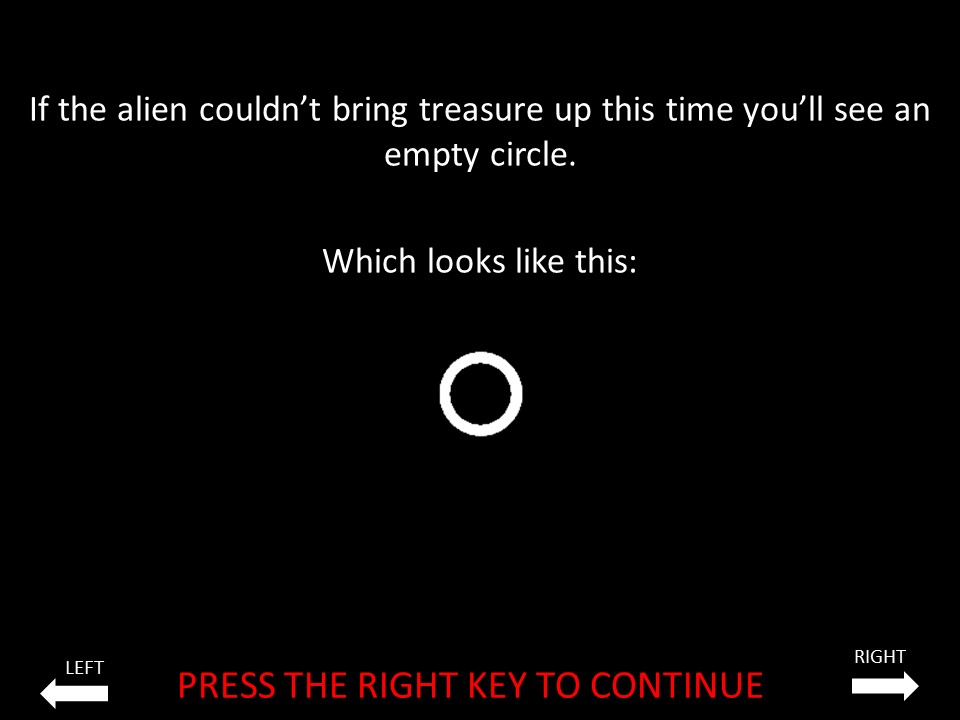 If the alien couldn’t bring treasure up this time you’ll see an
empty circle.
Which looks like this:
LEFT
PRESS THE RIGHT KEY TO CONTINUE
RIGHT